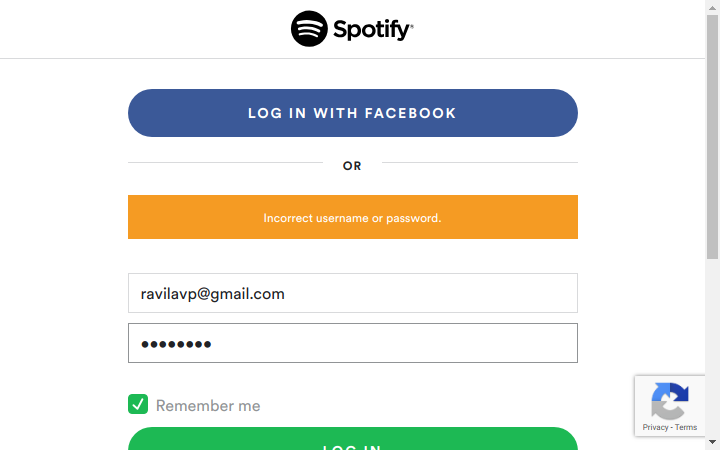 Spotify®
LOG IN WITH FACEBOOK
OR
Incorrect username or password.
ravilavp@gmail.com
••••••••
Remember me
LOG IN
Privacy - Terms